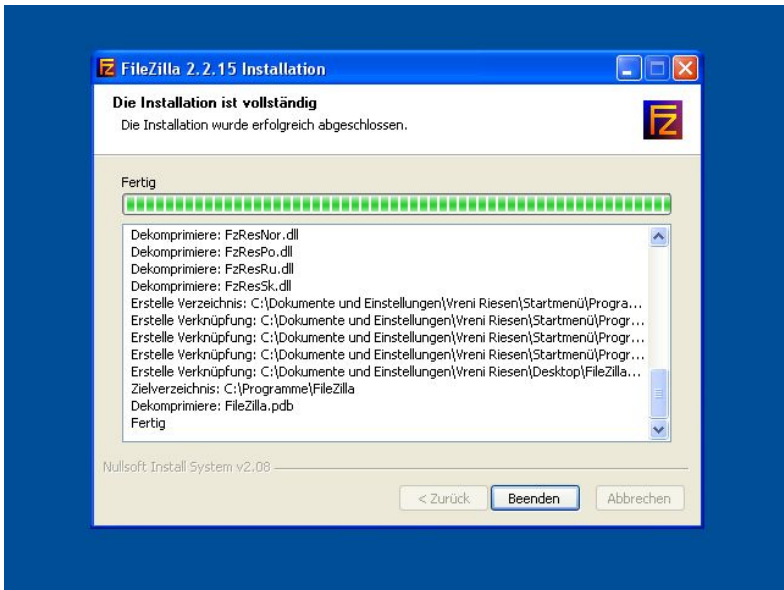 FileZilla 2.2.15 Installation
Die Installation ist vollständig
Die Installation wurde erfolgreich abgeschlossen.
FZ
Fertig
Dekomprimiere: FzResNor.dll
Dekomprimiere: FzResPo.dll
Dekomprimiere: FzResRu.dll
Dekomprimiere: FzResSk.dll
Erstelle Verzeichnis: C:\Dokumente und Einstellungen\Vreni Riesen\Startmenü\Progra...
Erstelle Verknüpfung: C:\Dokumente und Einstellungen\Vreni Riesen\Startmenü\Progr...
Erstelle Verknüpfung: C:\Dokumente und Einstellungen\Vreni Riesen\Startmenü\Progr...
Erstelle Verknüpfung: C:\Dokumente und Einstellungen\Vreni Riesen\Startmenü\Progr...
Erstelle Verknüpfung: C:\Dokumente und Einstellungen\Vreni Riesen\Desktop\FileZilla...
Zielverzeichnis: C:\Programme\FileZilla
Dekomprimiere: FileZilla.pdb
Fertig
Nullsoft Install System v2.08
< Zurück Beenden Abbrechen